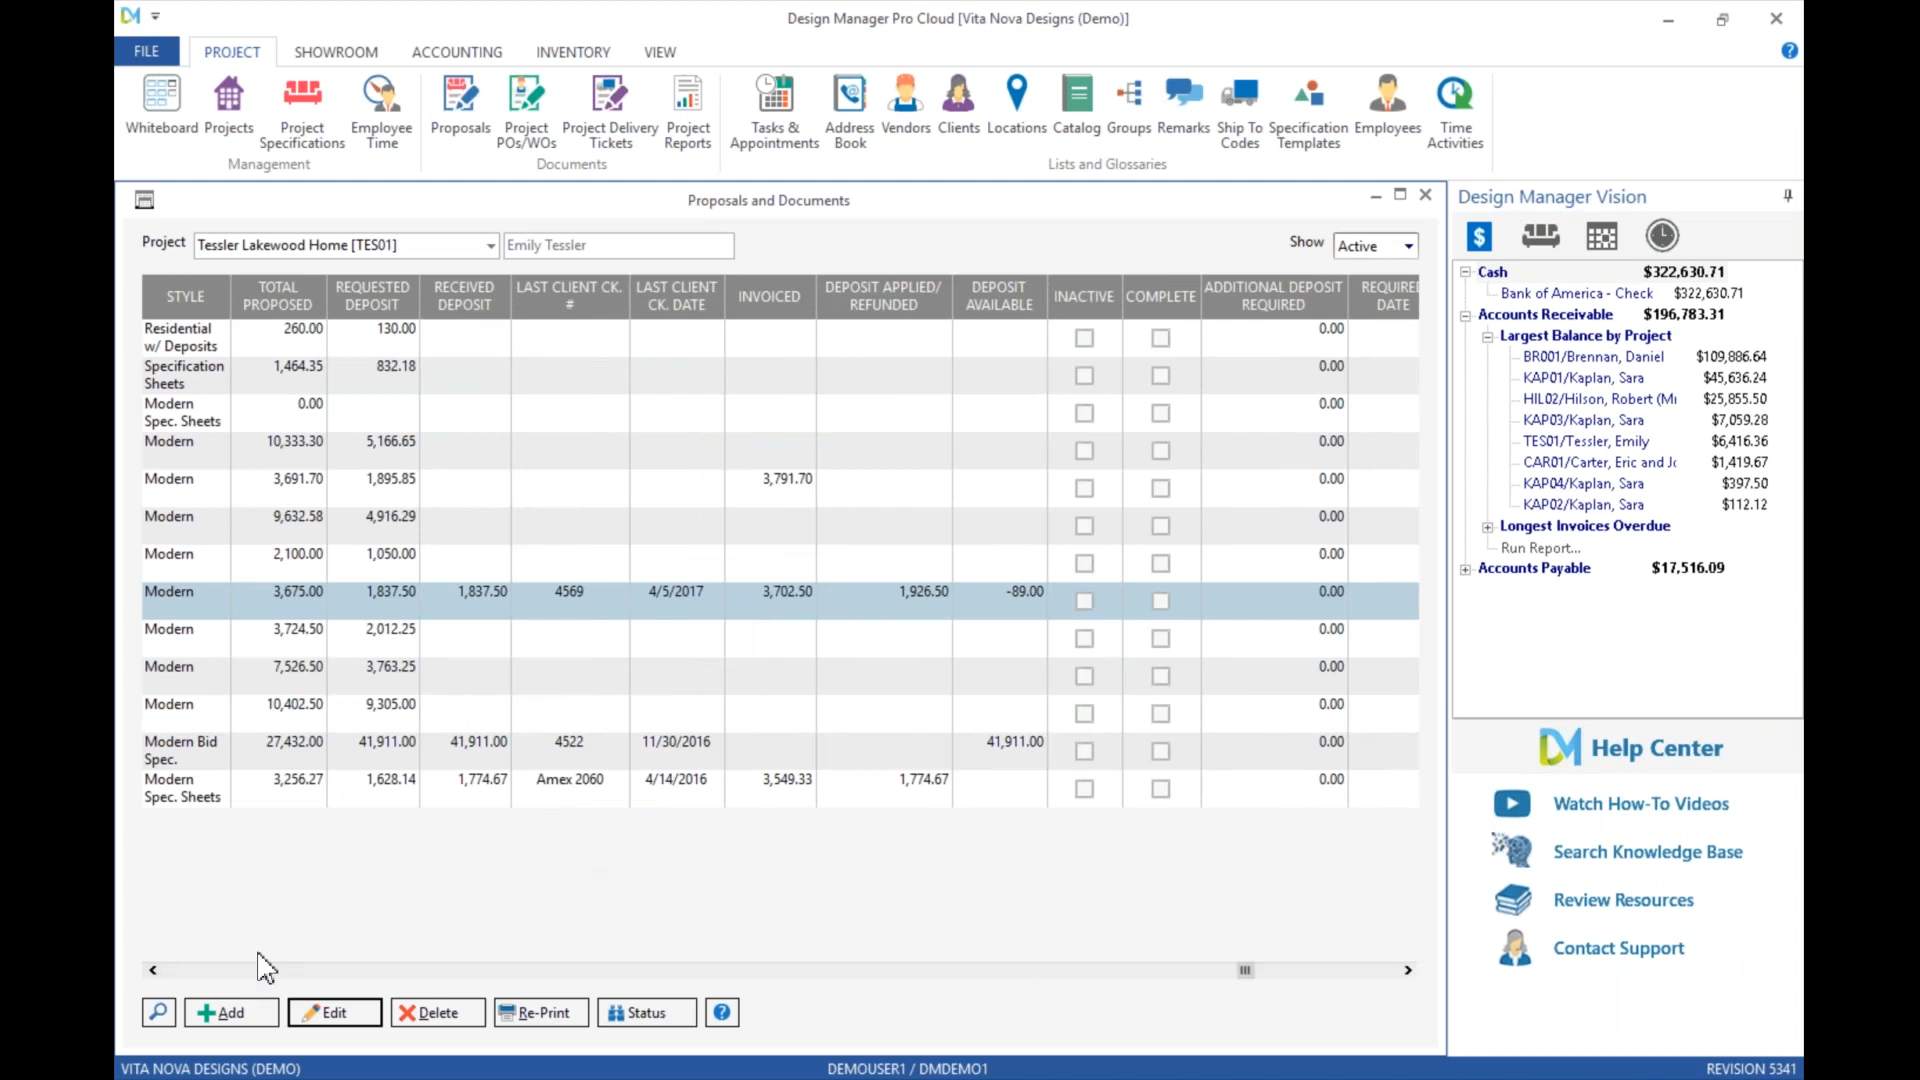 Design Manager Pro Cloud [Vita Nova Designs (Demo)]
FILE PROJECT SHOWROOM ACCOUNTING INVENTORY VIEW
Whiteboard Projects Project Specifications Employee Time Proposals Project POs/WOs Project Delivery Tickets Project Reports Tasks & Appointments Address Book Vendors Clients Locations Catalog Groups Remarks Ship To Codes Specification Templates Employees Time Activities
Management Documents Lists and Glossaries
Proposals and Documents
Project Tessler Lakewood Home [TES01] Emily Tessler Show Active
STYLE TOTAL PROPOSED REQUESTED DEPOSIT RECEIVED DEPOSIT LAST CLIENT CK. # LAST CLIENT CK. DATE INVOICED DEPOSIT APPLIED/ REFUNDED DEPOSIT AVAILABLE INACTIVE COMPLETE ADDITIONAL DEPOSIT REQUIRED REQUIRED DATE
Residential w/ Deposits 260.00 130.00 0.00
Specification Sheets 1,464.35 832.18 0.00
Modern Spec. Sheets 0.00 0.00
Modern 10,333.30 5,166.65 0.00
Modern 3,691.70 1,895.85 3,791.70 0.00
Modern 9,632.58 4,916.29 0.00
Modern 2,100.00 1,050.00 0.00
Modern 3,675.00 1,837.50 1,837.50 4569 4/5/2017 3,702.50 1,926.50 -89.00 0.00
Modern 3,724.50 2,012.25 0.00
Modern 7,526.50 3,763.25 0.00
Modern 10,402.50 9,305.00 0.00
Modern Bid Spec. 27,432.00 41,911.00 41,911.00 4522 11/30/2016 41,911.00 0.00
Modern Spec. Sheets 3,256.27 1,628.14 1,774.67 Amex 2060 4/14/2016 3,549.33 1,774.67 0.00
Add Edit Delete Re-Print Status
Design Manager Vision
Cash $322,630.71
Bank of America - Check $322,630.71
Accounts Receivable $196,783.31
Largest Balance by Project
BR001/Brennan, Daniel $109,886.64
KAP01/Kaplan, Sara $45,636.24
HIL02/Hilson, Robert (Mr $25,855.50
KAP03/Kaplan, Sara $7,059.28
TES01/Tessler, Emily $6,416.36
CAR01/Carter, Eric and Jo $1,419.67
KAP04/Kaplan, Sara $397.50
KAP02/Kaplan, Sara $112.12
Longest Invoices Overdue
Run Report...
Accounts Payable $17,516.09
DM Help Center
Watch How-To Videos
Search Knowledge Base
Review Resources
Contact Support
VITA NOVA DESIGNS (DEMO) DEMOUSER1 / DMDEMO1 REVISION 5341